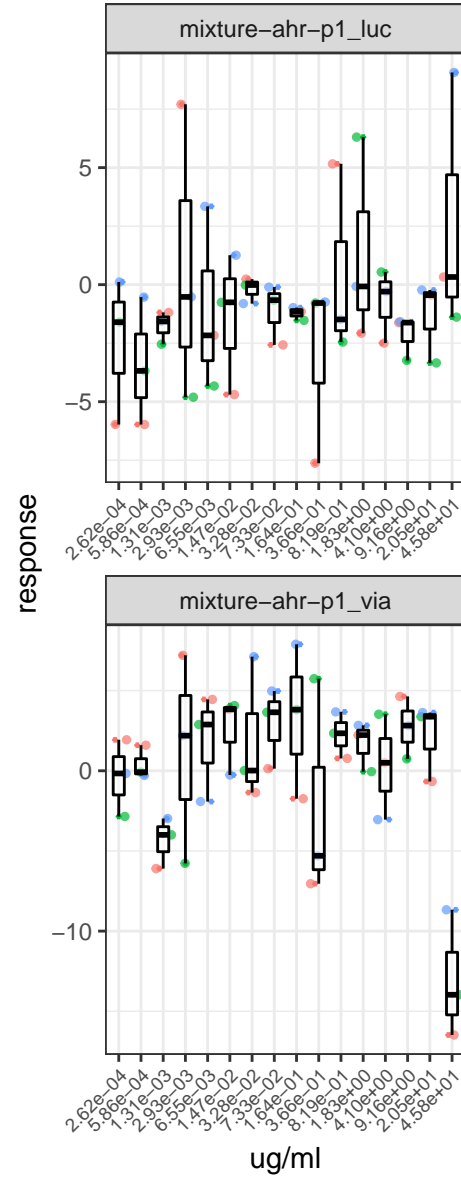 mixture−ahr−p1_luc
5
0
−5
2.62e−04
5.86e−04
1.31e−03
2.93e−03
6.55e−03
1.47e−02
3.28e−02
7.33e−02
1.64e−01
3.66e−01
8.19e−01
1.83e+00
4.10e+00
9.16e+00
2.05e+01
4.58e+01
response
mixture−ahr−p1_via
0
−10
2.62e−04
5.86e−04
1.31e−03
2.93e−03
6.55e−03
1.47e−02
3.28e−02
7.33e−02
1.64e−01
3.66e−01
8.19e−01
1.83e+00
4.10e+00
9.16e+00
2.05e+01
4.58e+01
ug/ml